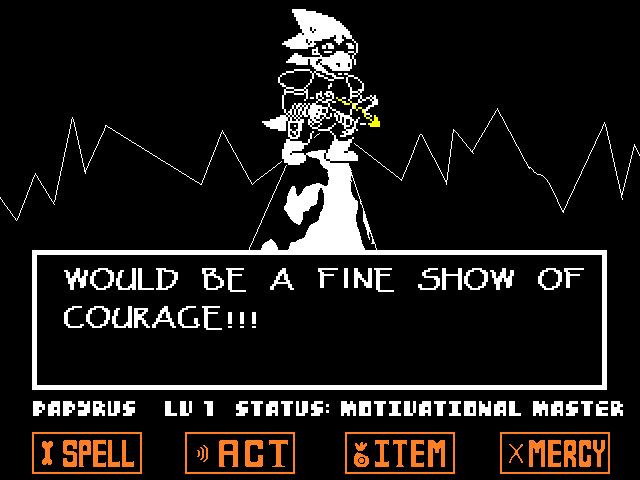 WOULD BE A FINE SHOW OF
COURAGE!!!
PAPYRUS LV 1 STATUS: MOTIVATIONAL MASTER
SPELL ACT ITEM MERCY